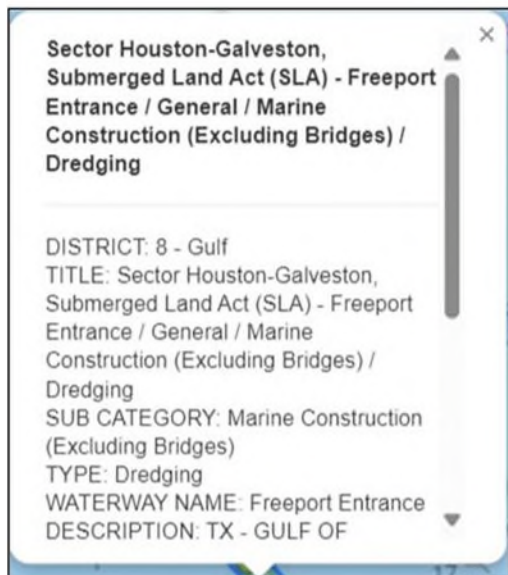 Sector Houston-Galveston,
Submerged Land Act (SLA) - Freeport
Entrance / General / Marine
Construction (Excluding Bridges) /
Dredging
DISTRICT: 8 - Gulf
TITLE: Sector Houston-Galveston,
Submerged Land Act (SLA) - Freeport
Entrance / General / Marine
Construction (Excluding Bridges) /
Dredging
SUB CATEGORY: Marine Construction
(Excluding Bridges)
TYPE: Dredging
WATERWAY NAME: Freeport Entrance
DESCRIPTION: TX - GULF OF
17